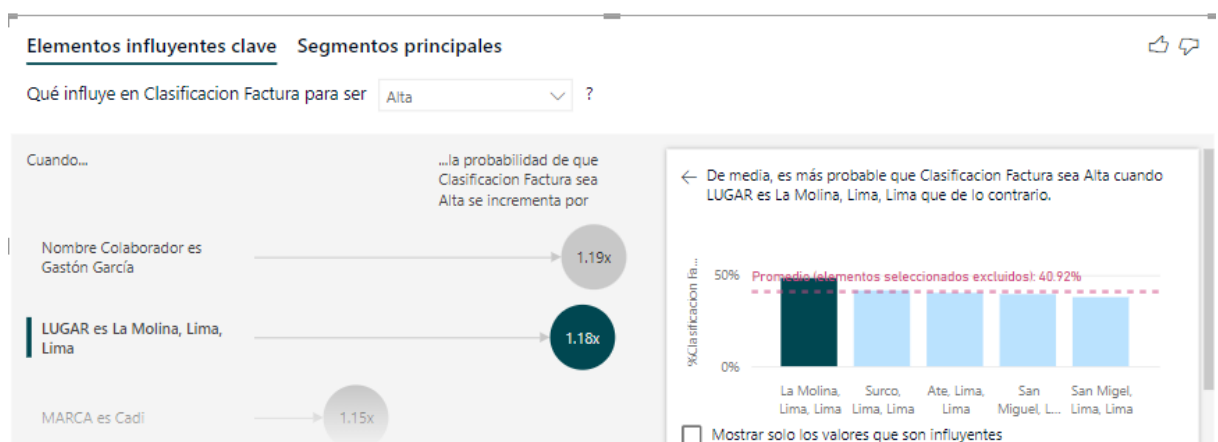 Elementos influyentes clave Segmentos principales
Qué influye en Clasificacion Factura para ser Alta ?
Cuando...
...la probabilidad de que
Clasificacion Factura sea
Alta se incrementa por
Nombre Colaborador es
Gastón García
1.19x
LUGAR es La Molina, Lima,
Lima
1.18x
MARCA es Cadi
1.15x
De media, es más probable que Clasificacion Factura sea Alta cuando
LUGAR es La Molina, Lima, Lima que de lo contrario.
%Clasificacion Fa...
50%
Promedio (elementos seleccionados excluidos): 40.92%
0%
La Molina,
Lima, Lima
Surco,
Lima, Lima
Ate, Lima,
Lima
San
Miguel, L...
San Migel,
Lima, Lima
Mostrar solo los valores que son influyentes